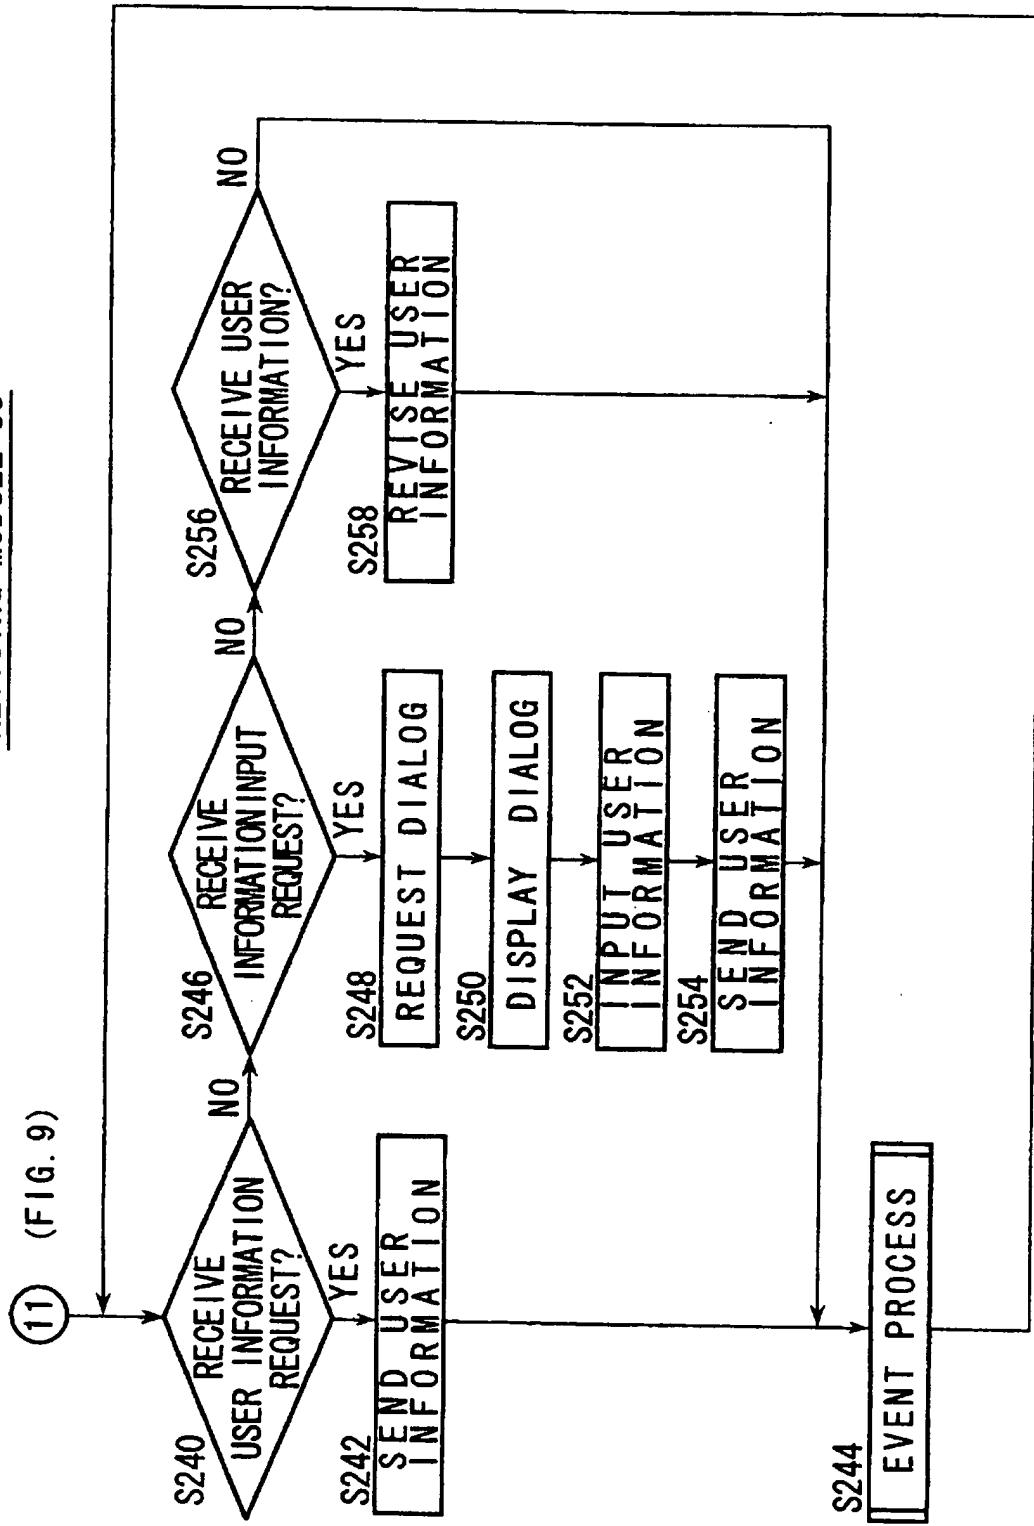 11
(FIG. 9)
S240
RECEIVE
USER INFORMATION
REQUEST?
NO
YES
S242
SEND USER
INFORMATION
S246
RECEIVE
INFORMATION INPUT
REQUEST?
NO
YES
S248
REQUEST DIALOG
S250
DISPLAY DIALOG
S252
INPUT USER
INFORMATION
S254
SEND USER
INFORMATION
S256
RECEIVE USER
INFORMATION?
NO
YES
S258
REVISE USER
INFORMATION
S244
EVENT PROCESS